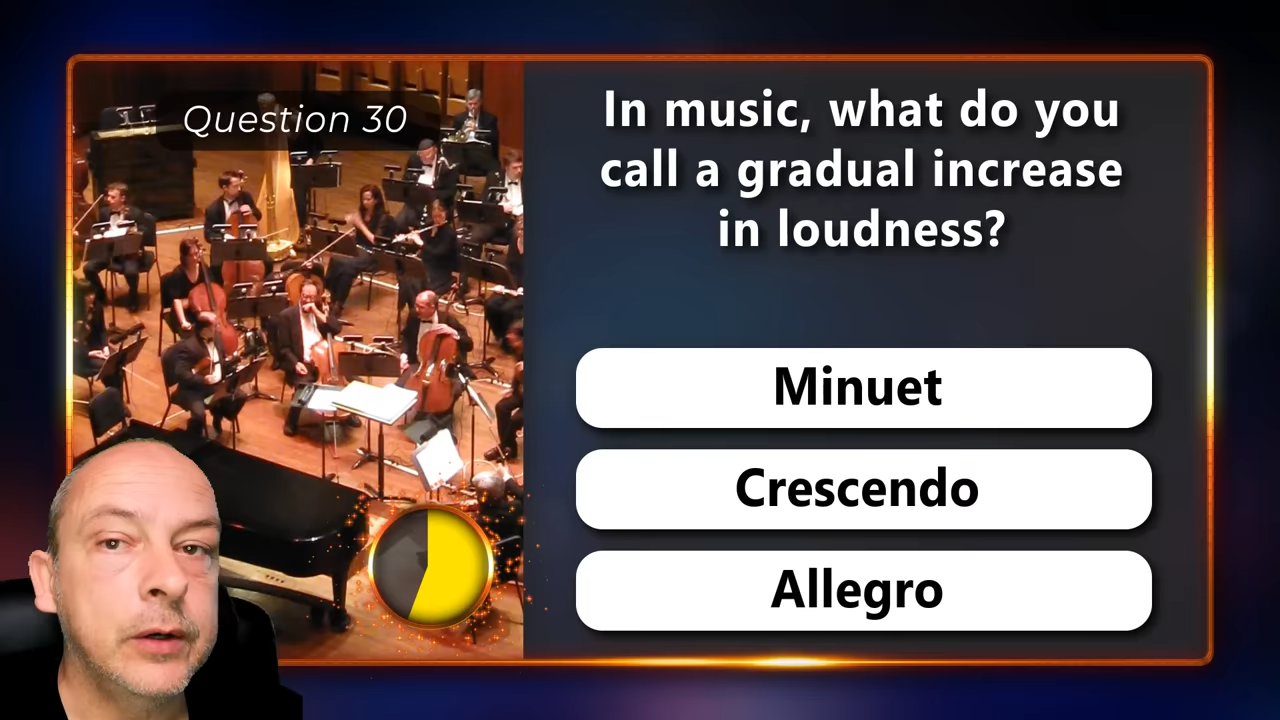 Question 30
In music, what do you
call a gradual increase
in loudness?
Minuet
Crescendo
Allegro